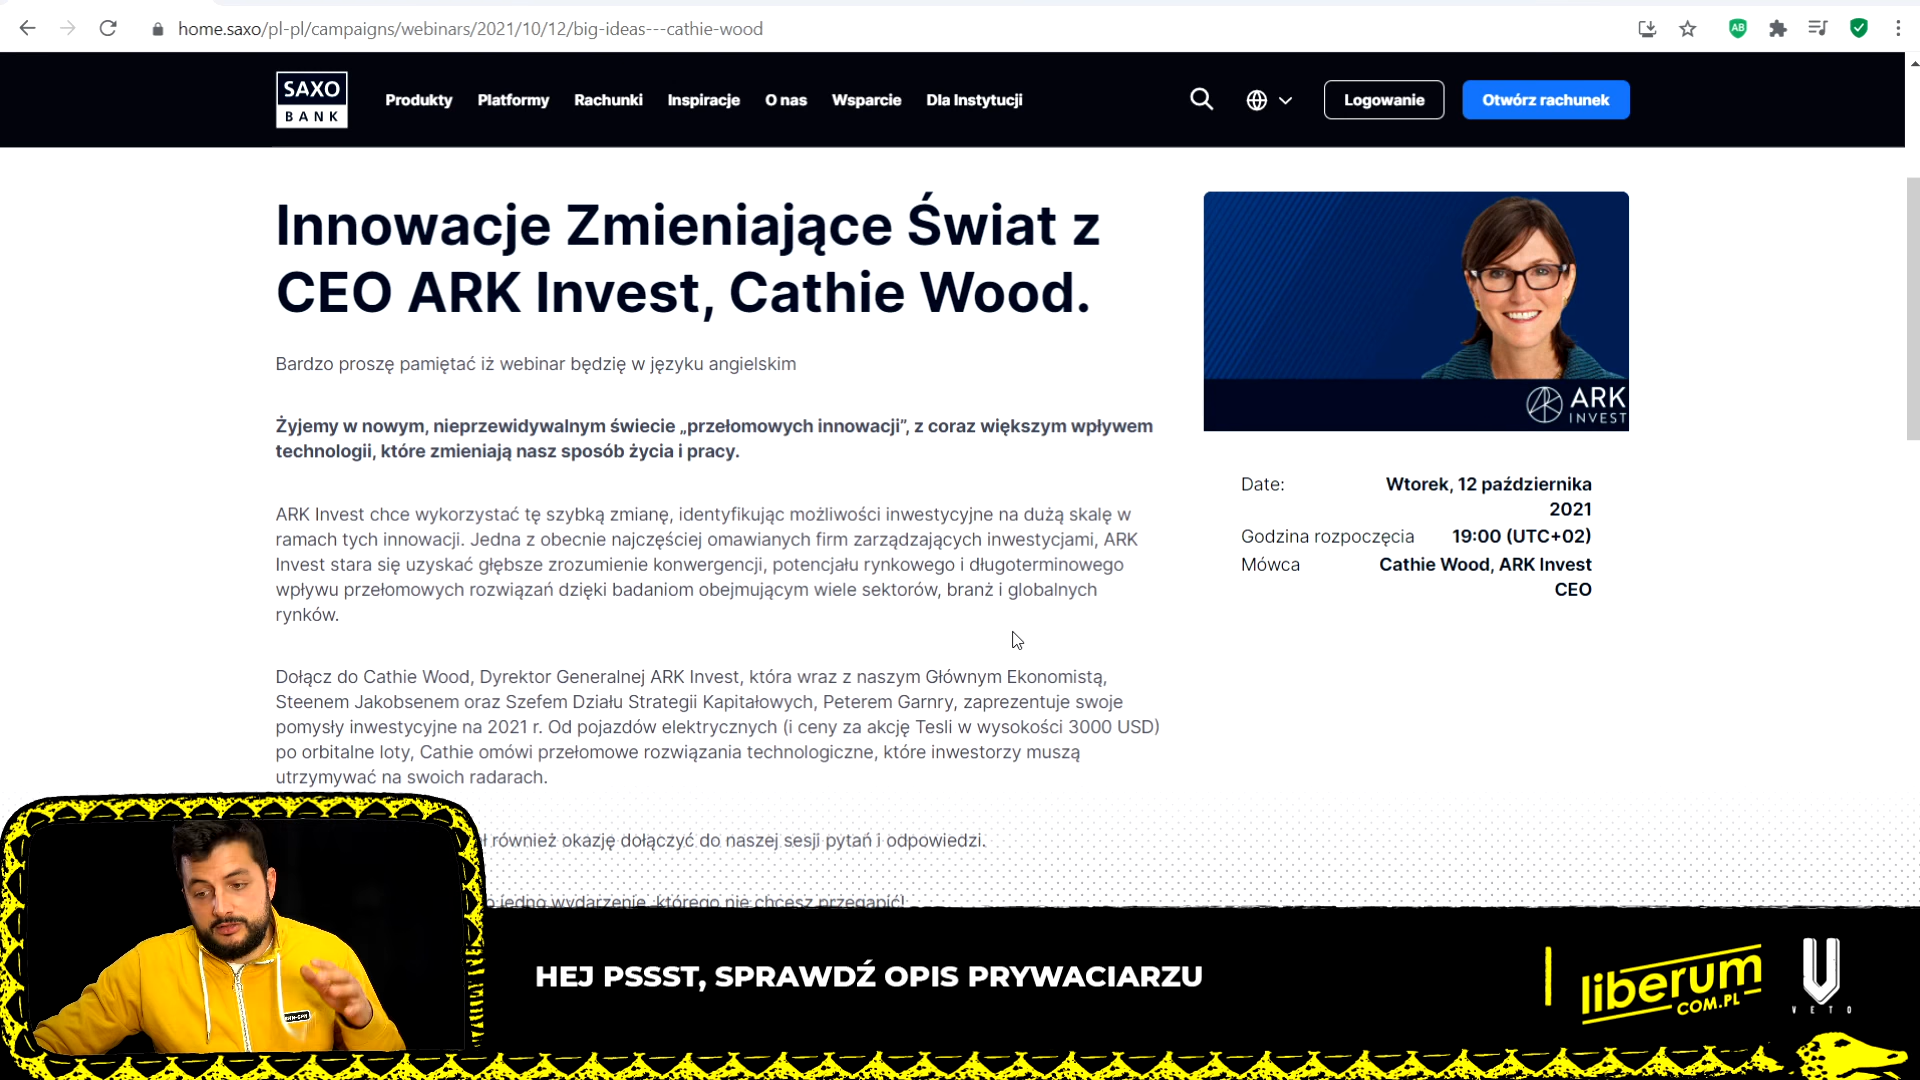 home.saxo/pl-pl/campaigns/webinars/2021/10/12/big-ideas---cathie-wood
AB
SAXO
BANK
Produkty Platformy Rachunki Inspiracje O nas Wsparcie Dla Instytucji
Logowanie
Otwórz rachunek
Innowacje Zmieniające Świat z
CEO ARK Invest, Cathie Wood.
Bardzo proszę pamiętać iż webinar będzię w języku angielskim
Żyjemy w nowym, nieprzewidywalnym świecie „przełomowych innowacji”, z coraz większym wpływem
technologii, które zmieniają nasz sposób życia i pracy.
ARK Invest chce wykorzystać tę szybką zmianę, identyfikując możliwości inwestycyjne na dużą skalę w
ramach tych innowacji. Jedna z obecnie najczęściej omawianych firm zarządzających inwestycjami, ARK
Invest stara się uzyskać głębsze zrozumienie konwergencji, potencjału rynkowego i długoterminowego
wpływu przełomowych rozwiązań dzięki badaniom obejmującym wiele sektorów, branż i globalnych
rynków.
Dołącz do Cathie Wood, Dyrektor Generalnej ARK Invest, która wraz z naszym Głównym Ekonomistą,
Steenem Jakobsenem oraz Szefem Działu Strategii Kapitałowych, Peterem Garnry, zaprezentuje swoje
pomysły inwestycyjne na 2021 r. Od pojazdów elektrycznych (i ceny za akcję Tesli w wysokości 3000 USD)
po orbitalne loty, Cathie omówi przełomowe rozwiązania technologiczne, które inwestorzy muszą
utrzymywać na swoich radarach.
również okazję dołączyć do naszej sesji pytań i odpowiedzi.
jedno wydarzenie, którego nie chcesz przegapić!
ARK
INVEST
Date: Wtorek, 12 października
2021
Godzina rozpoczęcia 19:00 (UTC+02)
Mówca Cathie Wood, ARK Invest
CEO
HEJ PSSST, SPRAWDŹ OPIS PRYWACIARZU
liberum
COM.PL
VETO